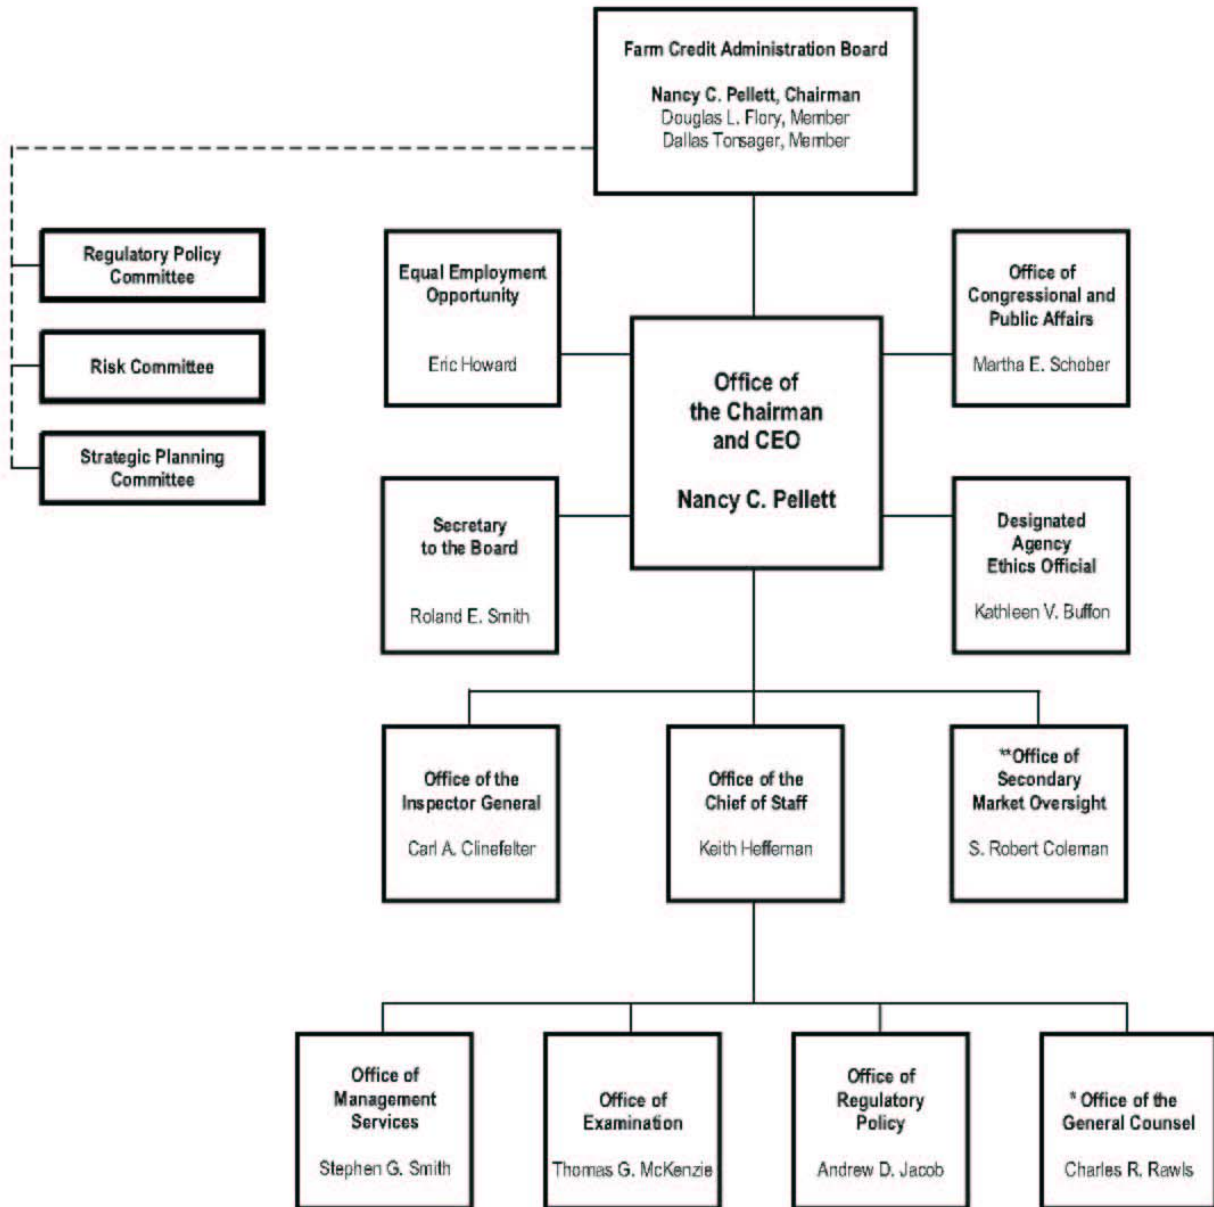 Farm Credit Administration Board
Nancy C. Pellett, Chairman
Douglas L. Flory, Member
Dallas Tonsager, Member
Regulatory Policy
Committee
Risk Committee
Strategic Planning
Committee
Equal Employment
Opportunity
Eric Howard
Office of
Congressional and
Public Affairs
Martha E. Schober
Office of
the Chairman
and CEO
Nancy C. Pellett
Secretary
to the Board
Roland E. Smith
Designated
Agency
Ethics Official
Kathleen V. Buffon
Office of the
Inspector General
Carl A. Clinefelter
Office of the
Chief of Staff
Keith Heffernan
**Office of
Secondary
Market Oversight
S. Robert Coleman
Office of
Management
Services
Stephen G. Smith
Office of
Examination
Thomas G. McKenzie
Office of
Regulatory
Policy
Andrew D. Jacob
* Office of the
General Counsel
Charles R. Rawls